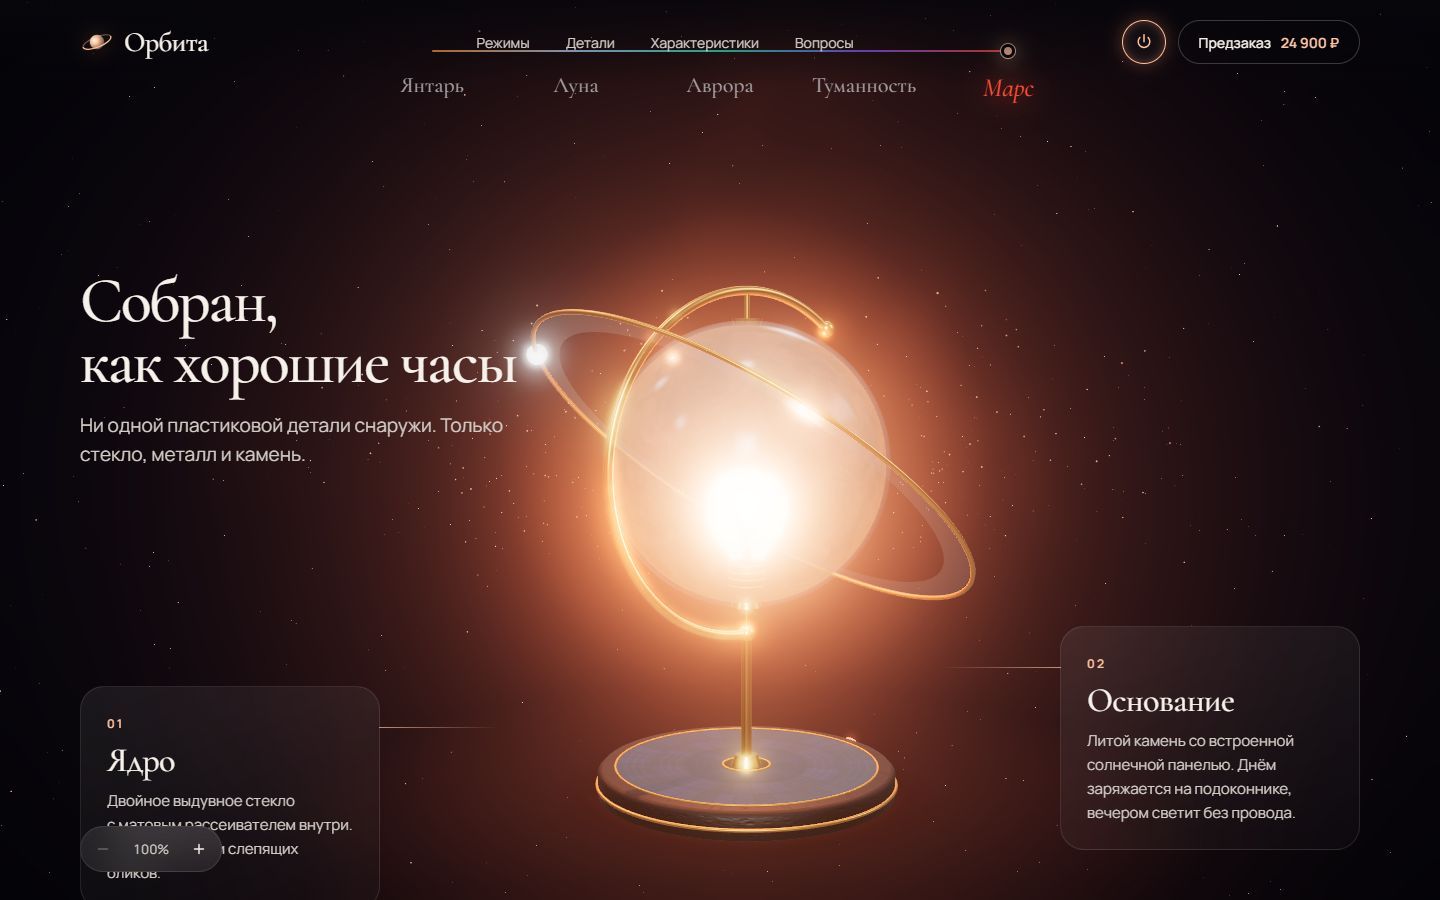 Орбита
Режимы
Детали
Характеристики
Вопросы
Предзаказ 24 900 ₽
Янтарь
Луна
Аврора
Туманность
Марс
Собран,
как хорошие часы
Ни одной пластиковой детали снаружи. Только
стекло, металл и камень.
02
Основание
Литой камень со встроенной
солнечной панелью. Днём
заряжается на подоконнике,
вечером светит без провода.
01
Ядро
Двойное выдувное стекло
с матовым рассеивателем внутри.
слепящих
бликов.
− 100% +